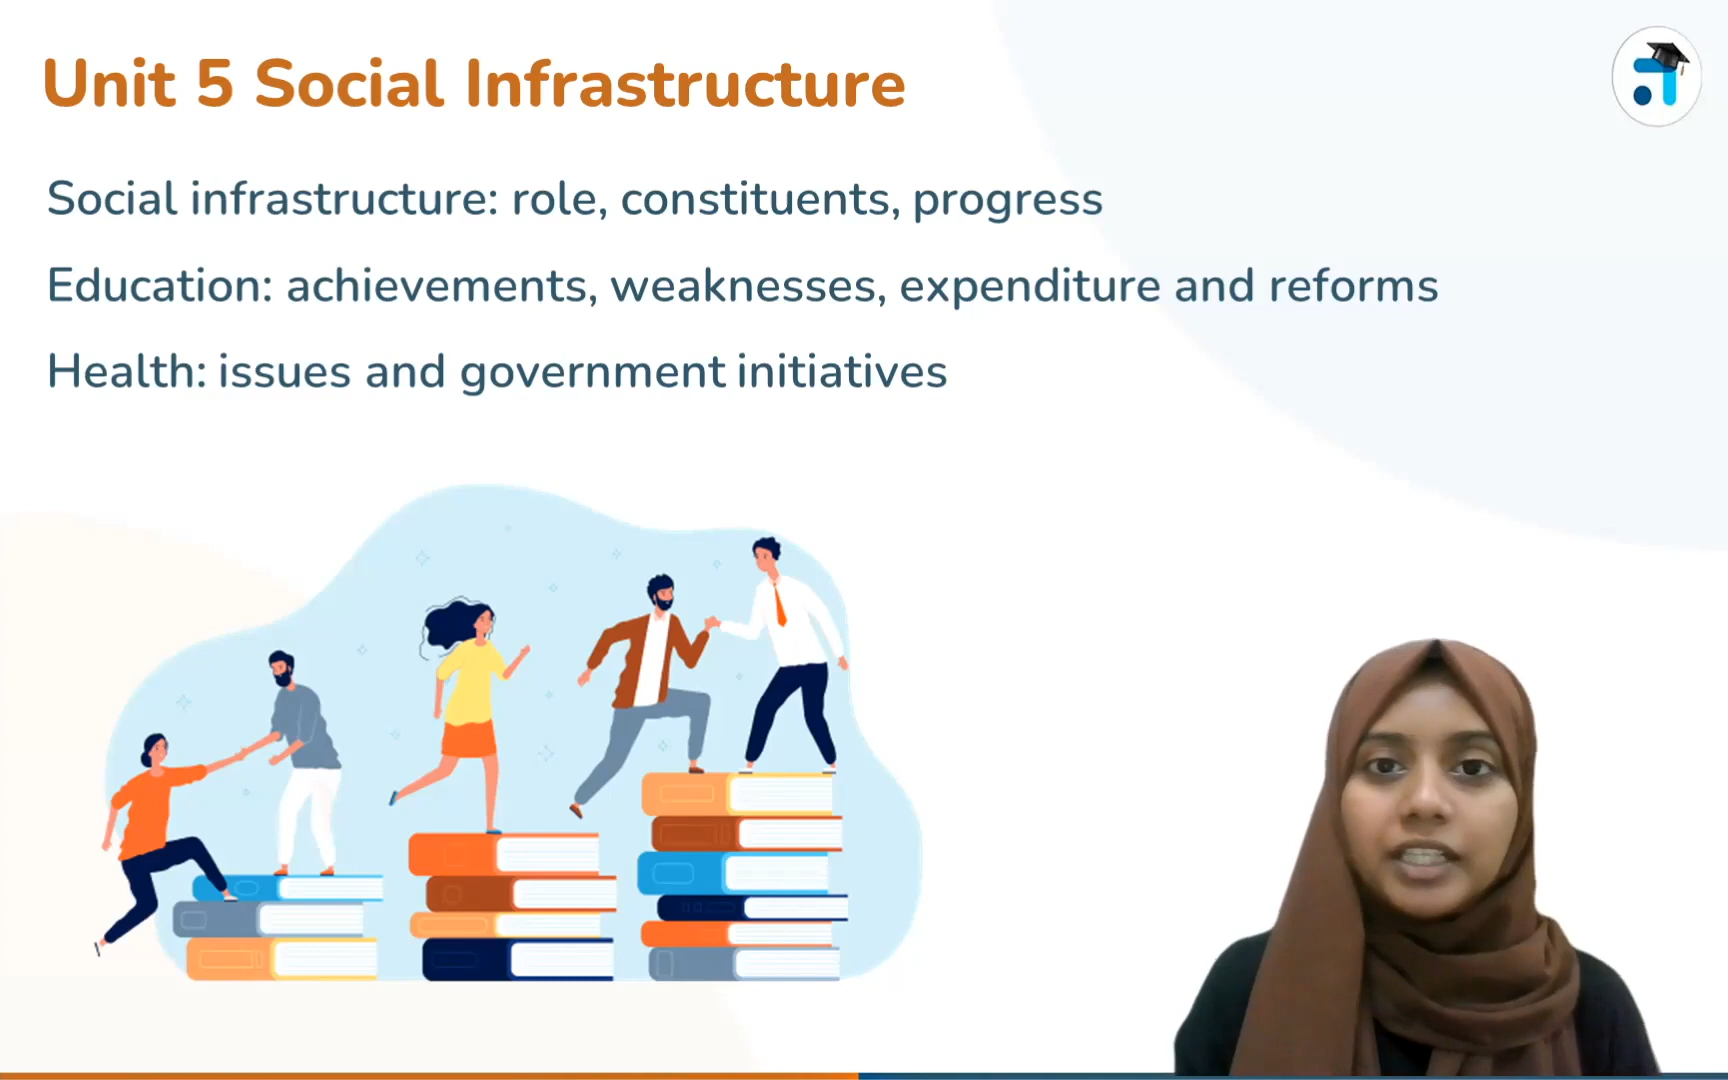 Unit 5 Social Infrastructure
Social infrastructure: role, constituents, progress
Education: achievements, weaknesses, expenditure and reforms
Health: issues and government initiatives